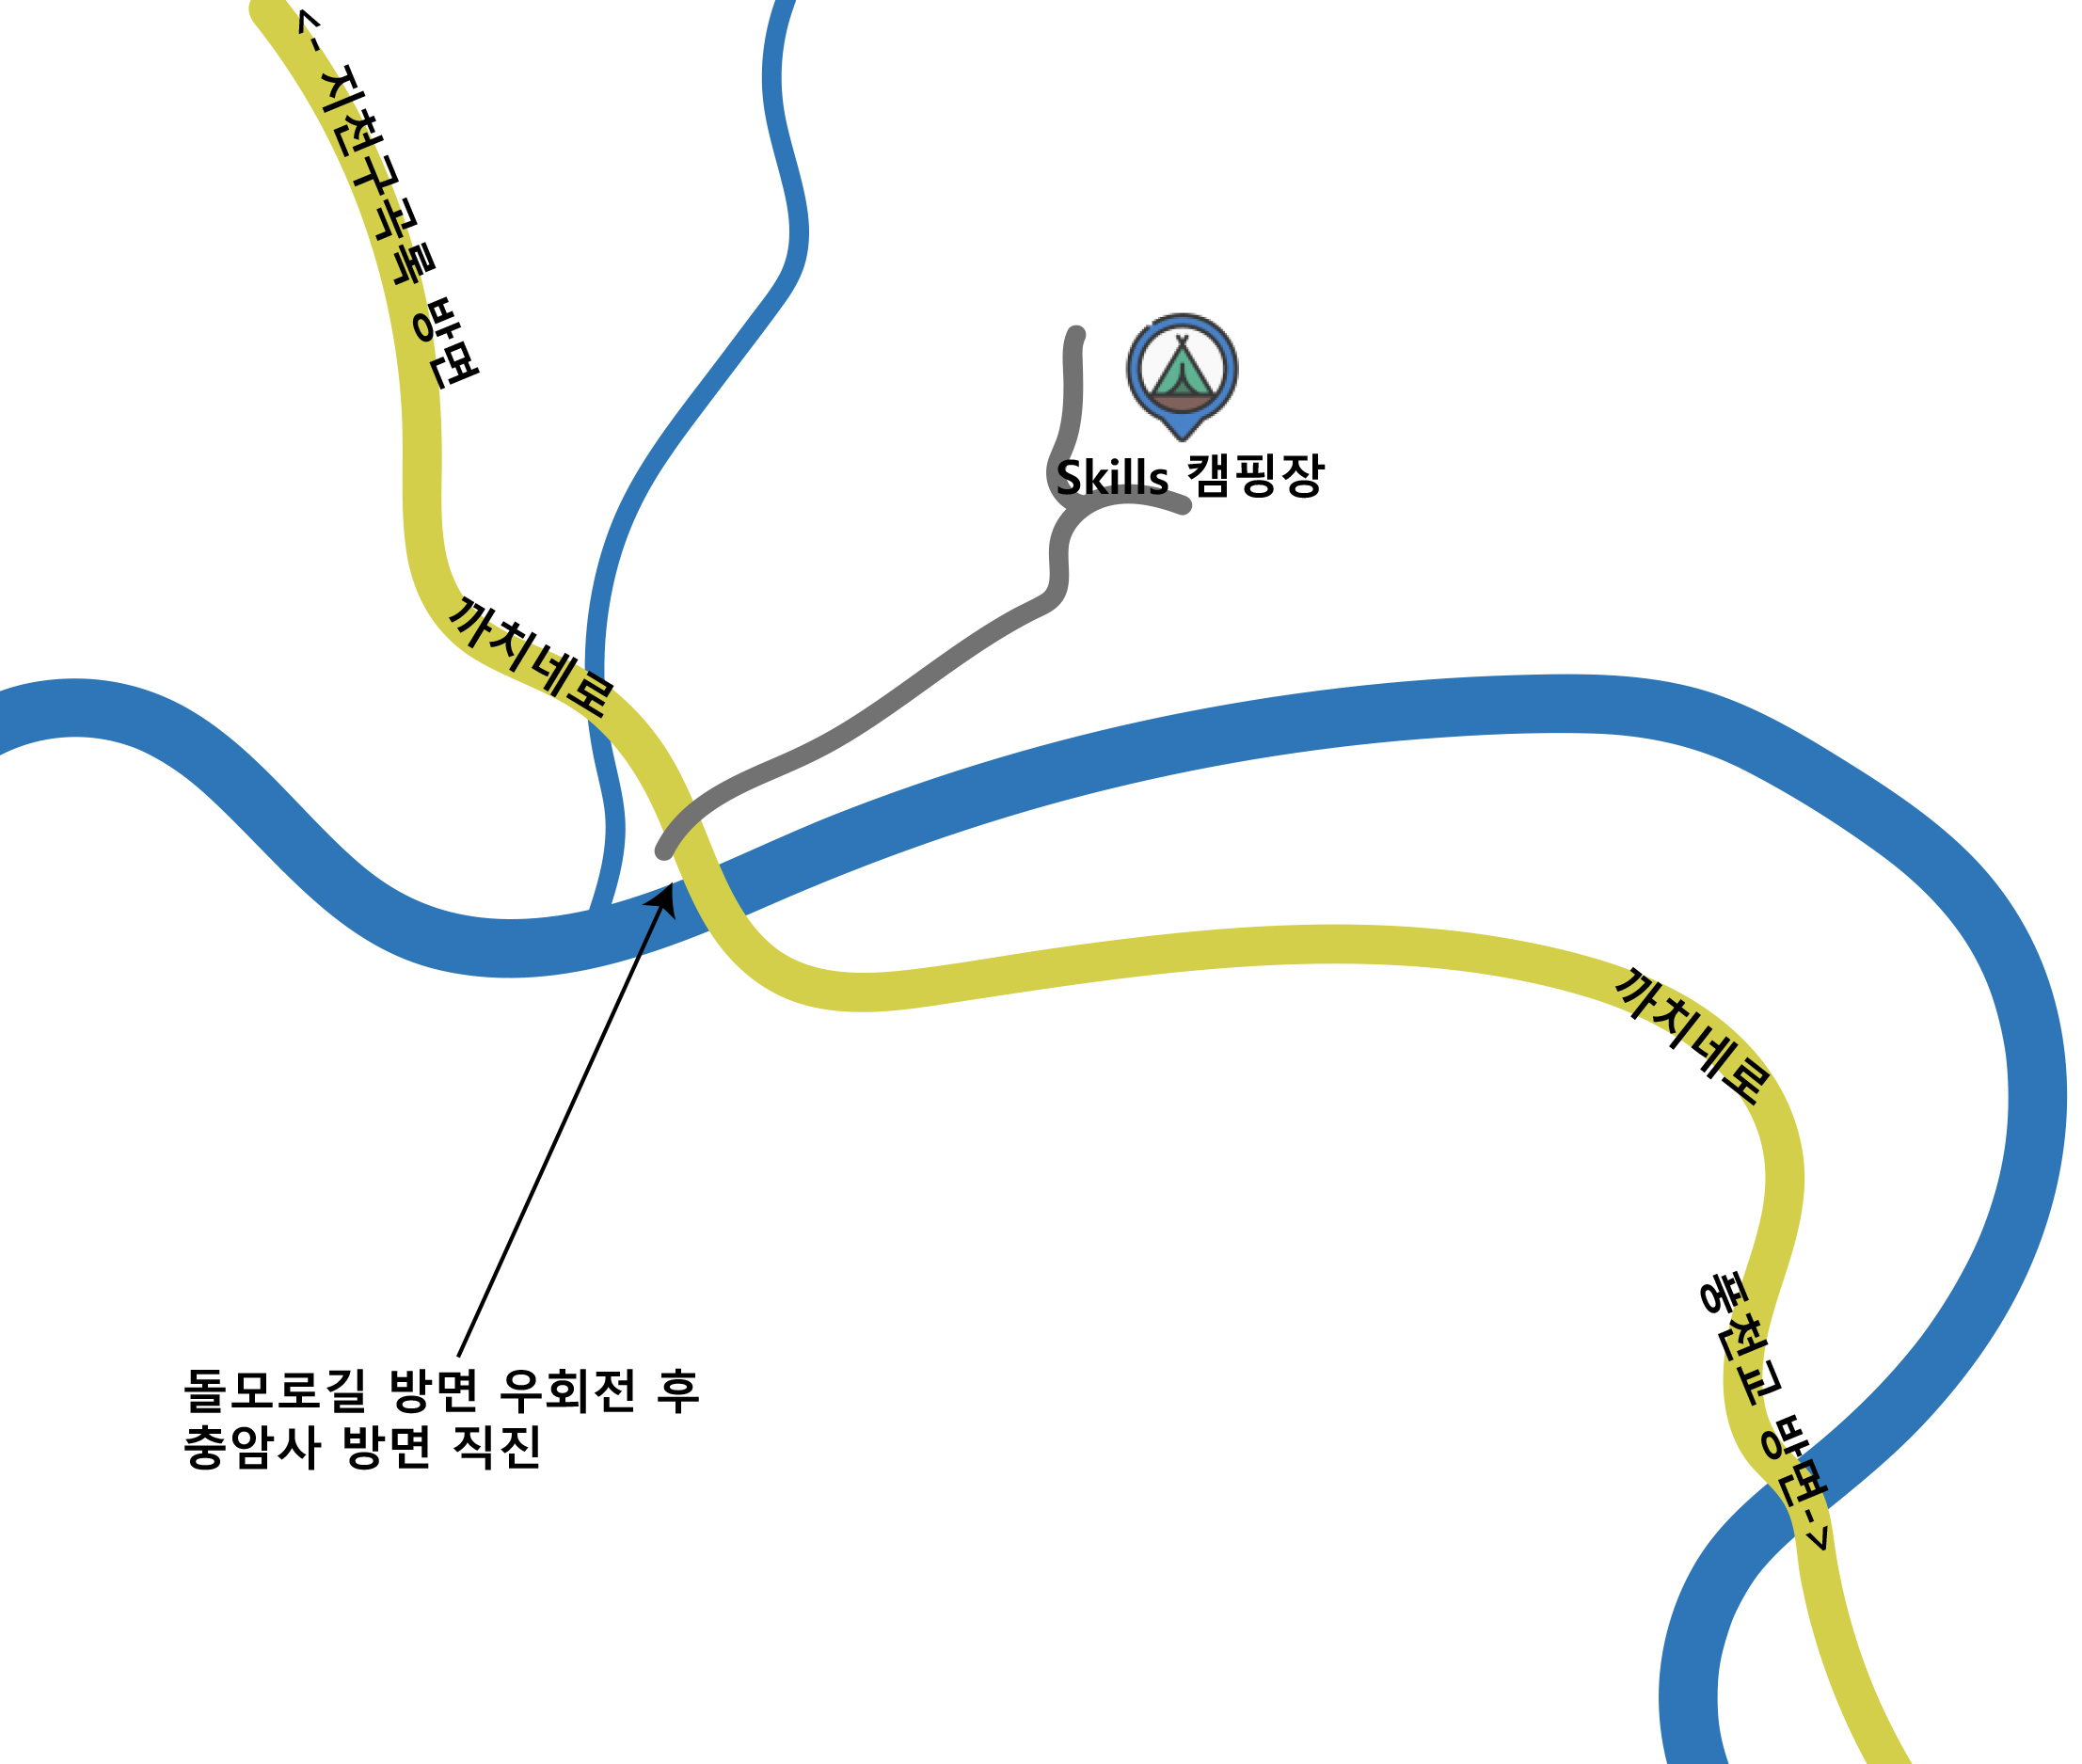 <- 지천구곡로 방면
Skills 캠핑장
까치네로
까치네로
용천교 방면->
돌모로길 방면 우회전 후
충암사 방면 직진